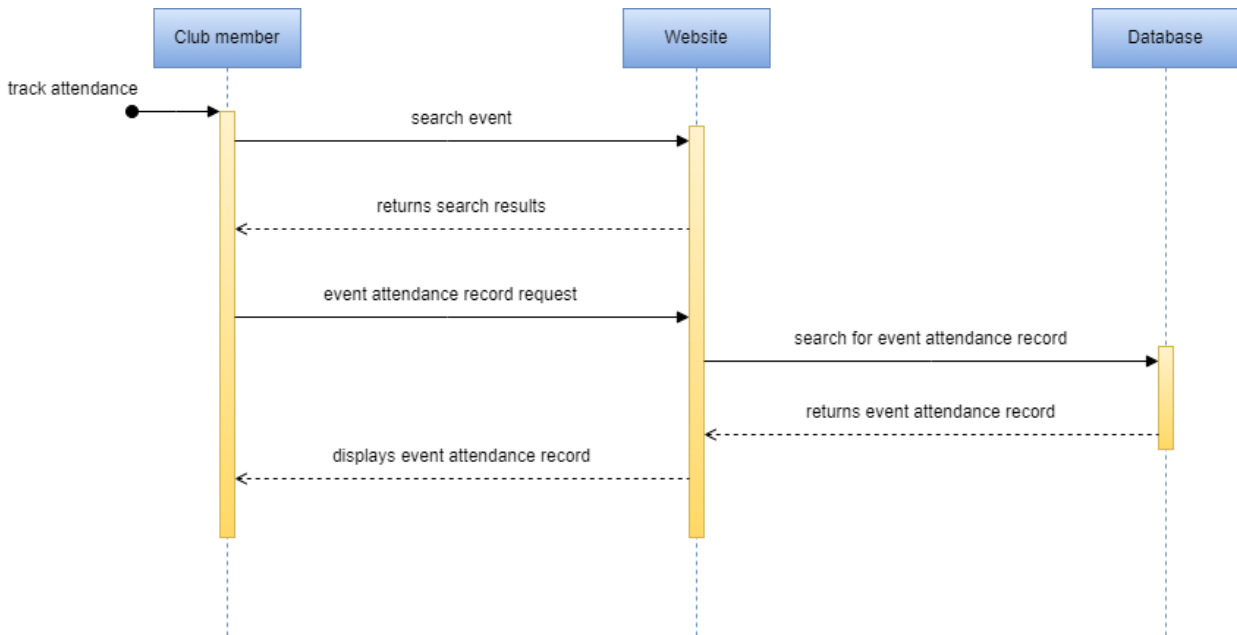 Club member
Website
Database
track attendance
search event
returns search results
event attendance record request
search for event attendance record
returns event attendance record
displays event attendance record